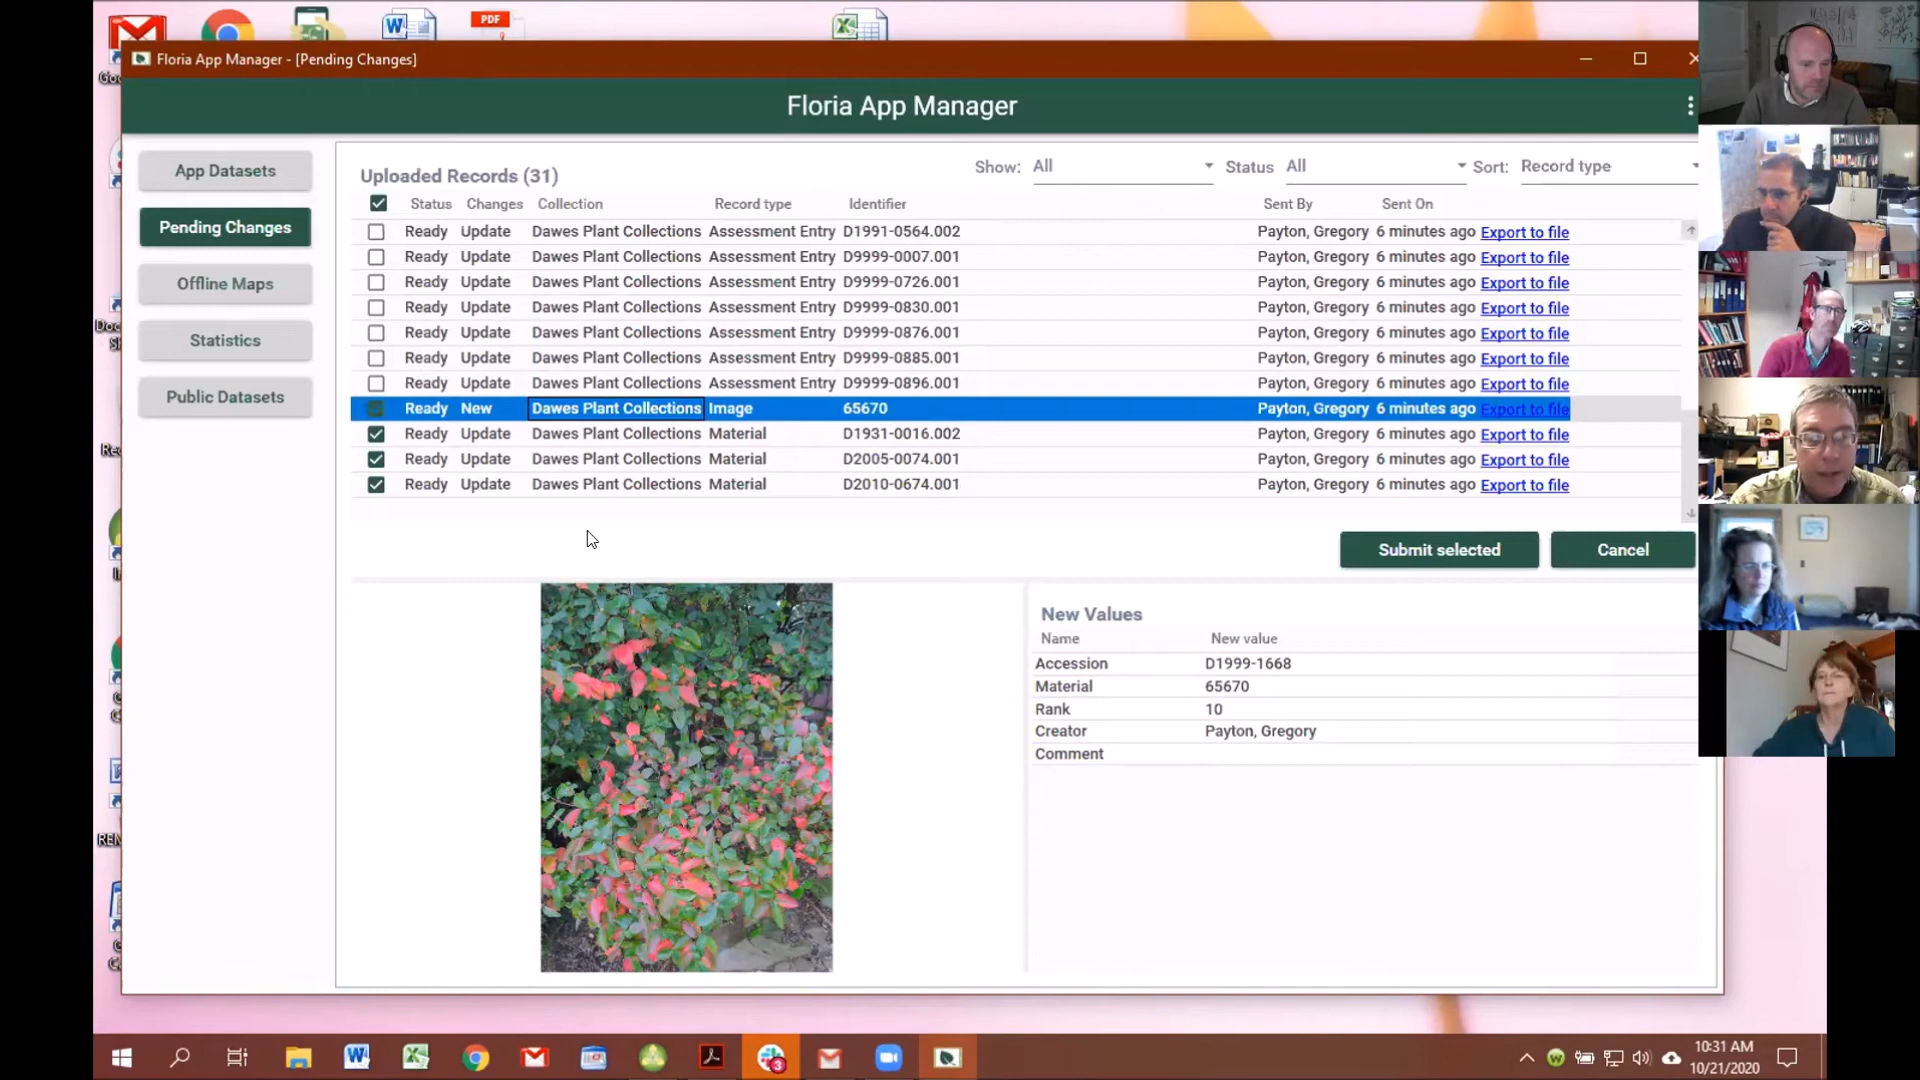 PDF
Floria App Manager - [Pending Changes]
Floria App Manager
App Datasets
Pending Changes
Offline Maps
Statistics
Public Datasets
Uploaded Records (31)
Show: All Status All Sort: Record type
Status Changes Collection Record type Identifier Sent By Sent On
Ready Update Dawes Plant Collections Assessment Entry D1991-0564.002 Payton, Gregory 6 minutes ago Export to file
Ready Update Dawes Plant Collections Assessment Entry D9999-0007.001 Payton, Gregory 6 minutes ago Export to file
Ready Update Dawes Plant Collections Assessment Entry D9999-0726.001 Payton, Gregory 6 minutes ago Export to file
Ready Update Dawes Plant Collections Assessment Entry D9999-0830.001 Payton, Gregory 6 minutes ago Export to file
Ready Update Dawes Plant Collections Assessment Entry D9999-0876.001 Payton, Gregory 6 minutes ago Export to file
Ready Update Dawes Plant Collections Assessment Entry D9999-0885.001 Payton, Gregory 6 minutes ago Export to file
Ready Update Dawes Plant Collections Assessment Entry D9999-0896.001 Payton, Gregory 6 minutes ago Export to file
Ready New Dawes Plant Collections Image 65670 Payton, Gregory 6 minutes ago Export to file
Ready Update Dawes Plant Collections Material D1931-0016.002 Payton, Gregory 6 minutes ago Export to file
Ready Update Dawes Plant Collections Material D2005-0074.001 Payton, Gregory 6 minutes ago Export to file
Ready Update Dawes Plant Collections Material D2010-0674.001 Payton, Gregory 6 minutes ago Export to file
Submit selected Cancel
New Values
Name New value
Accession D1999-1668
Material 65670
Rank 10
Creator Payton, Gregory
Comment
10:31 AM
10/21/2020